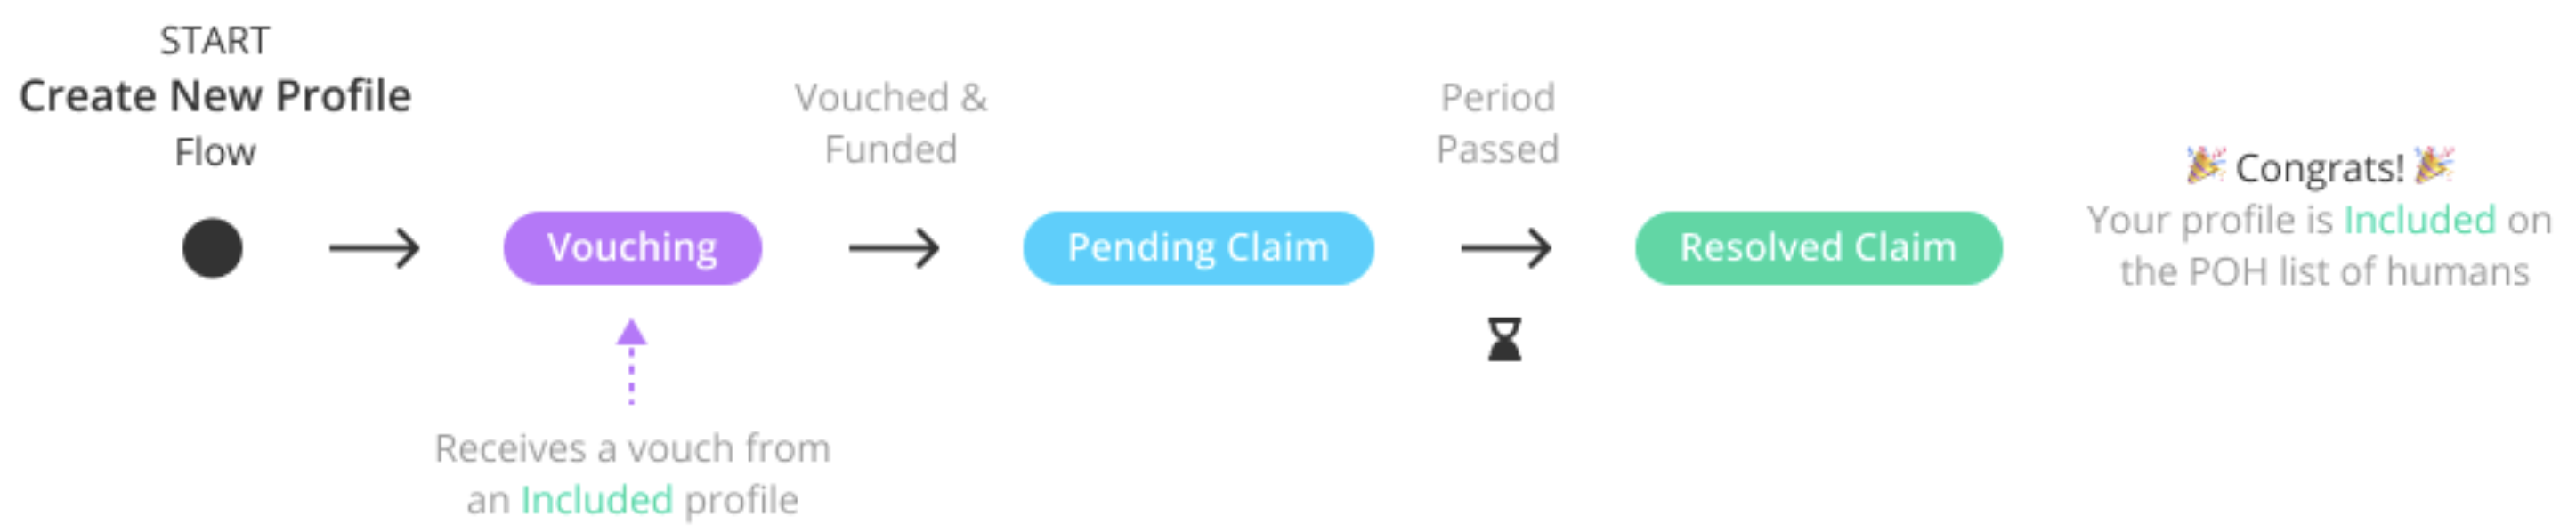 START
Create New Profile
Flow
Vouching
Receives a vouch from
an Included profile
Vouched &
Funded
Pending Claim
Period
Passed
Resolved Claim
🎉 Congrats! 🎉
Your profile is Included on
the POH list of humans